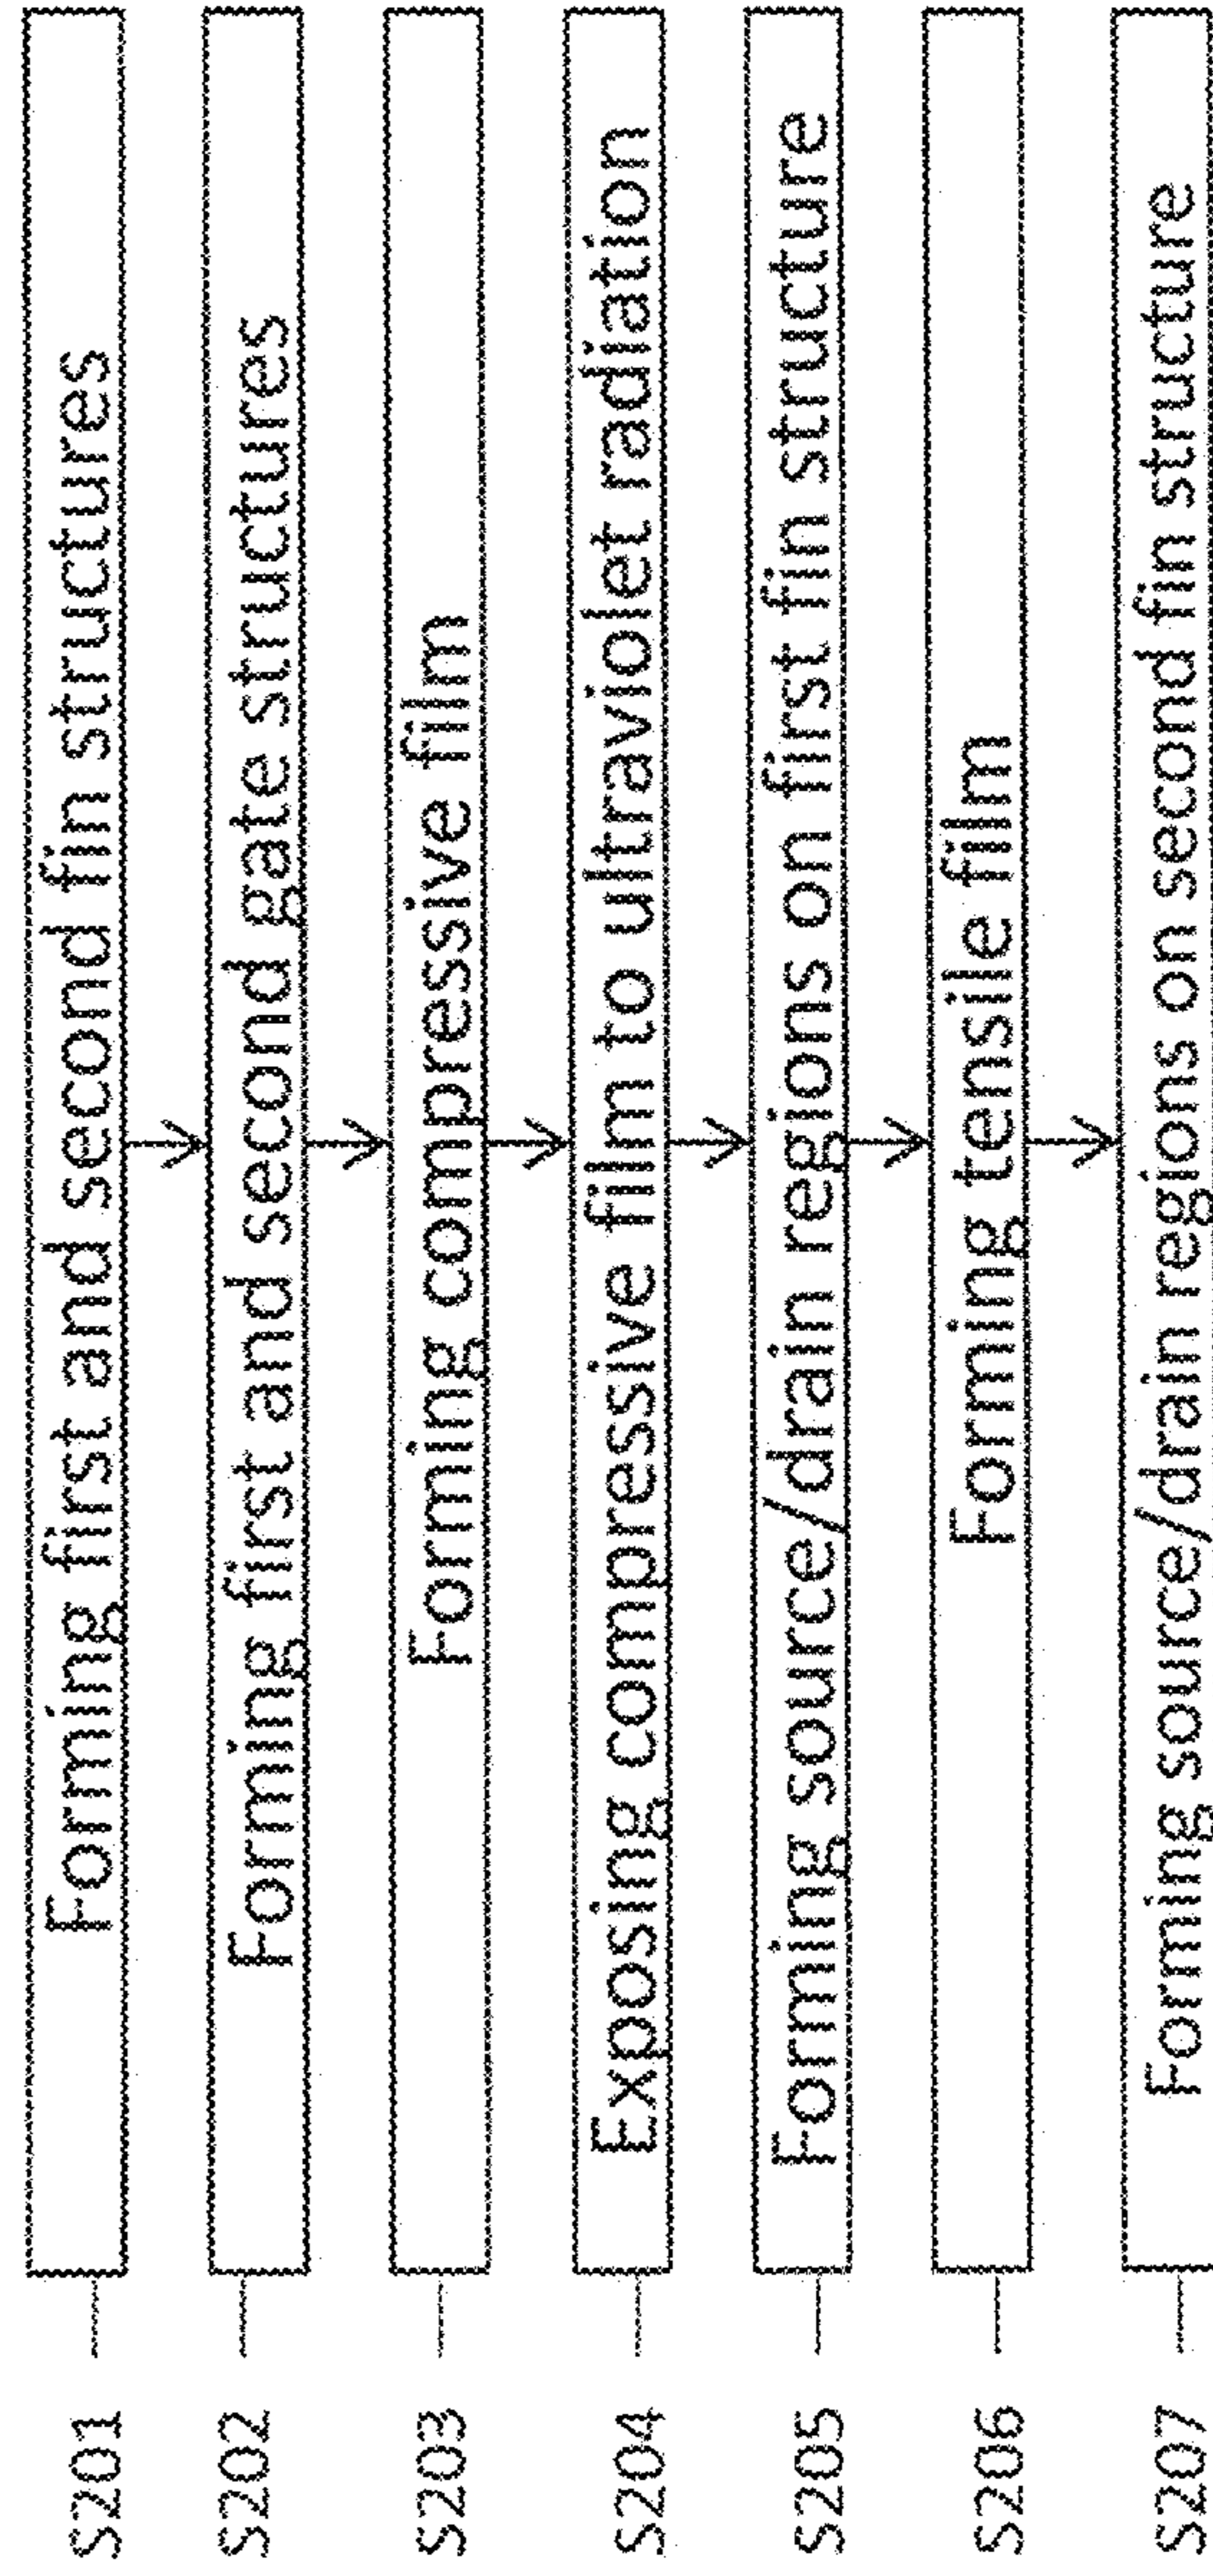 S201
Forming first and second fin structures
S202
Forming first and second gate structures
S203
Forming compressive film
S204
Exposing compressive film to ultraviolet radiation
S205
Forming source/drain regions on first fin structure
S206
Forming tensile film
S207
Forming source/drain regions on second fin structure